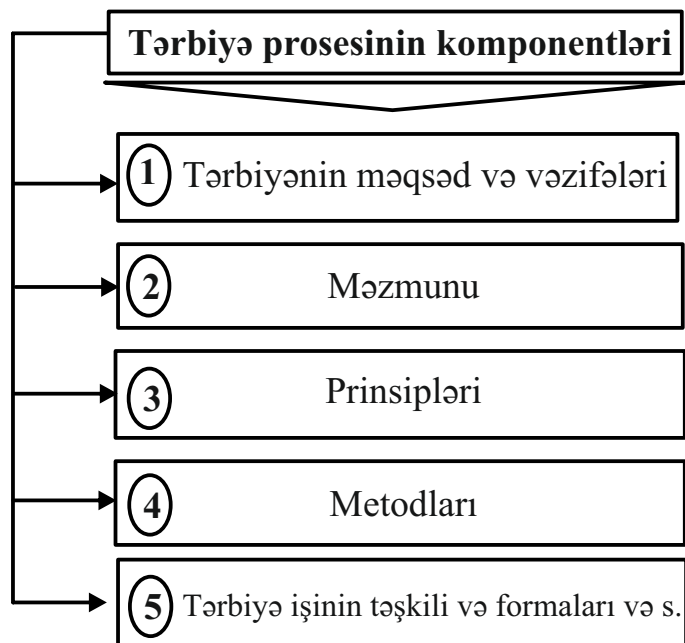 Tərbiyə prosesinin komponentləri
1 Tərbiyənin məqsəd və vəzifələri
2 Məzmunu
3 Prinsipləri
4 Metodları
5 Tərbiyə işinin təşkili və formaları və s.